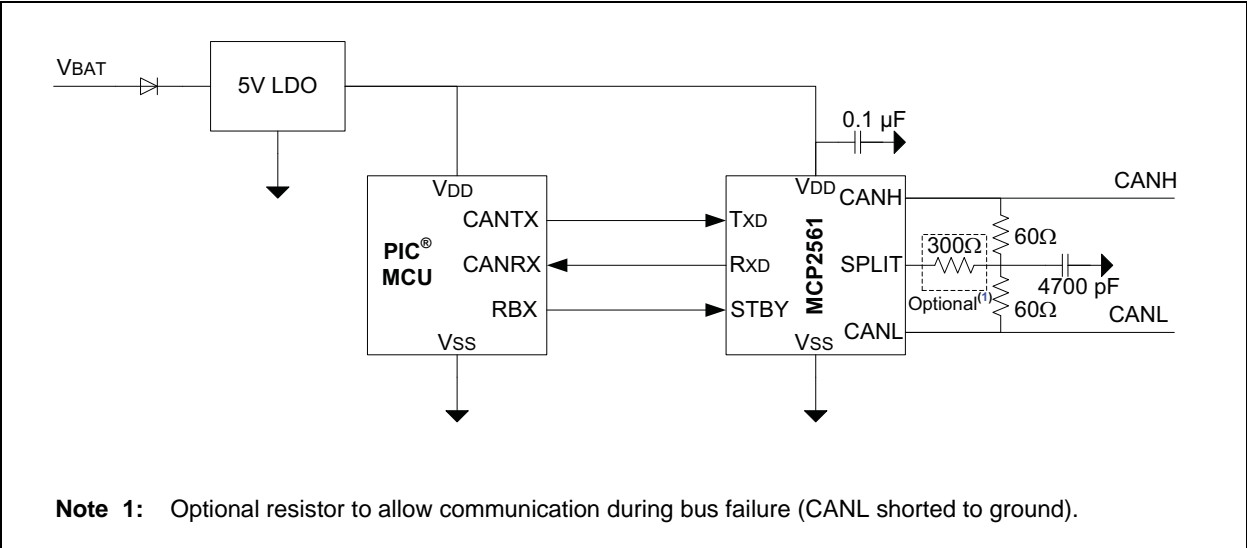 VBAT
5V LDO
0.1 µF
VDD
CANTX
CANRX
RBX
VSS
PIC®
MCU
VDD
TXD
RXD
STBY
VSS
MCP2561
CANH
SPLIT
CANL
300Ω
Optional(1)
60Ω
4700 pF
60Ω
CANH
CANL
Note 1: Optional resistor to allow communication during bus failure (CANL shorted to ground).